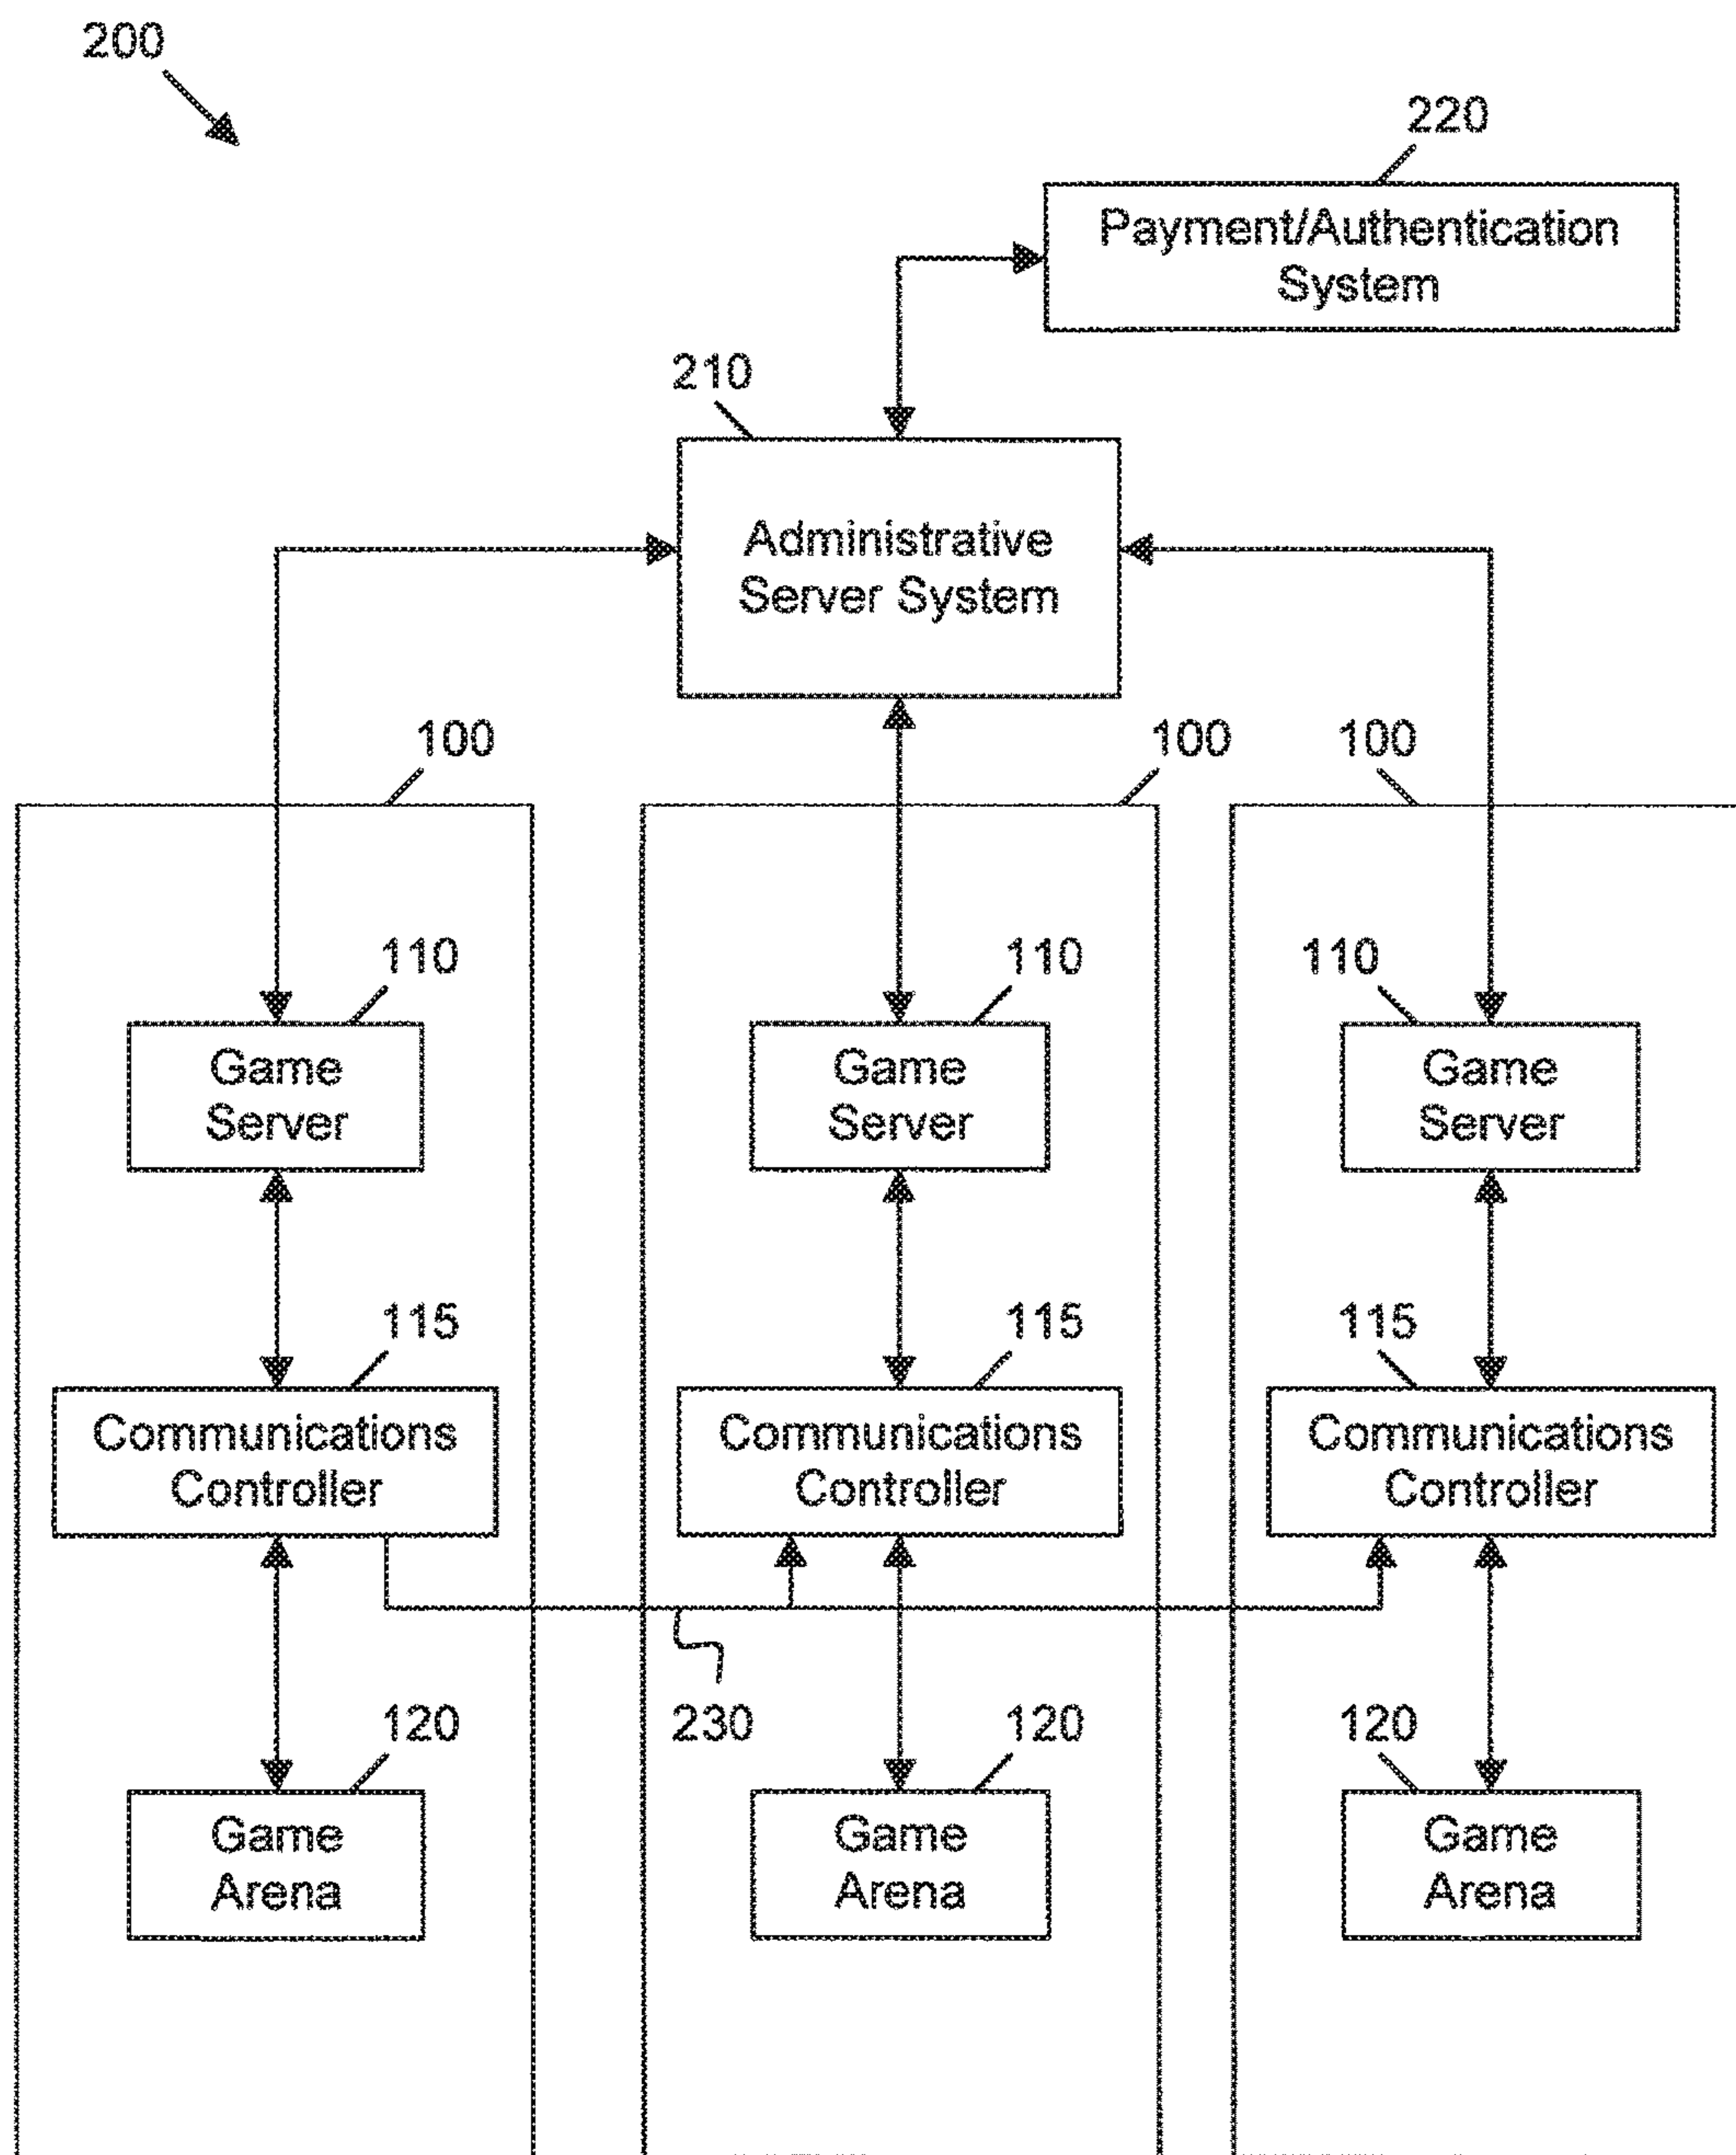 200
220
Payment/Authentication
System
210
Administrative
Server System
100
100
100
110
110
110
Game
Server
Game
Server
Game
Server
115
115
115
Communications
Controller
Communications
Controller
Communications
Controller
230
120
120
120
Game
Arena
Game
Arena
Game
Arena